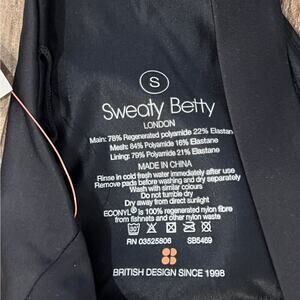 S
Sweaty Betty
LONDON
Main: 78% Regenerated polyamide 22% Elastane
Mesh: 84% Polyamide 16% Elastane
Lining: 79% Polyamide 21% Elastane
MADE IN CHINA
Rinse in cold fresh water immediately after use
Remove pads before washing and dry separately
Wash with similar colours
Do not tumble dry
Dry away from direct sunlight
ECONYL® is 100% regenerated nylon fibre
from fishnets and other nylon waste
30
RN 03525806 SB5469
BRITISH DESIGN SINCE 1998